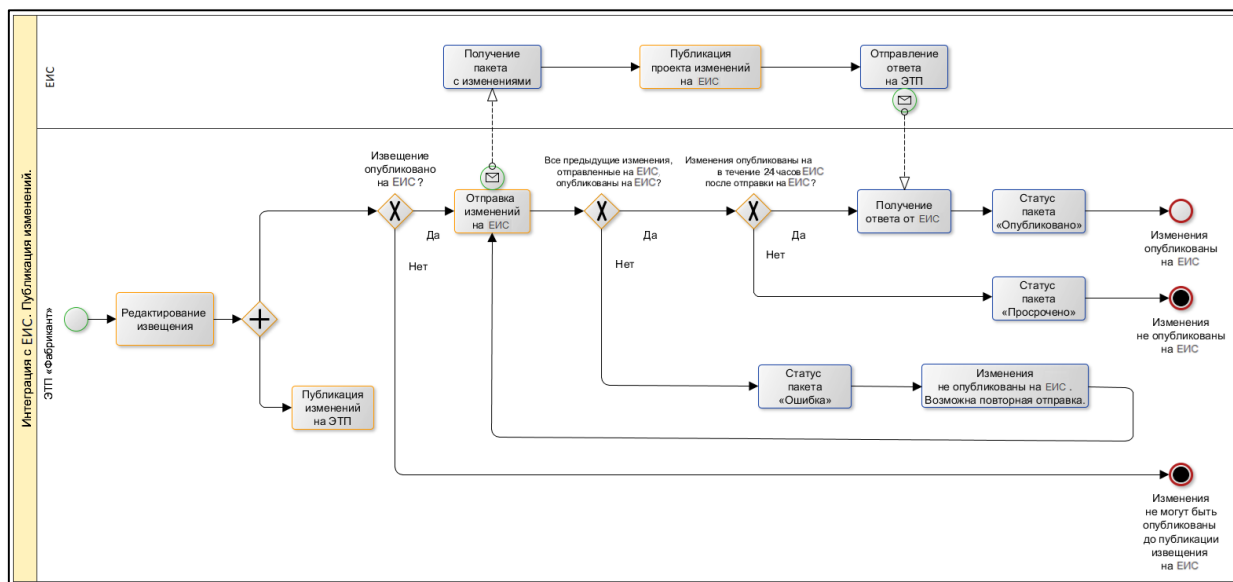 Интеграция с ЕИС. Публикация изменений.
ЕИС
Получение
пакета
с изменениями
Публикация
проекта изменений
на ЕИС
Отправление
ответа
на ЭТП
ЭТП «Фабрикант»
Редактирование
извещения
Публикация
изменений
на ЭТП
Извещение
опубликовано
на ЕИС?
Да
Нет
Отправка
изменений
на ЕИС
Все предыдущие изменения,
отправленные на ЕИС,
опубликованы на ЕИС?
Да
Нет
Изменения опубликованы на
в течение 24 часов ЕИС
после отправки на ЕИС?
Да
Нет
Получение
ответа от ЕИС
Статус
пакета
«Опубликовано»
Изменения
опубликованы
на ЕИС
Статус
пакета
«Просрочено»
Изменения
не опубликованы
на ЕИС
Статус
пакета
«Ошибка»
Изменения
не опубликованы на ЕИС .
Возможна повторная отправка.
Изменения
не могут быть
опубликованы
до публикации
извещения
на ЕИС